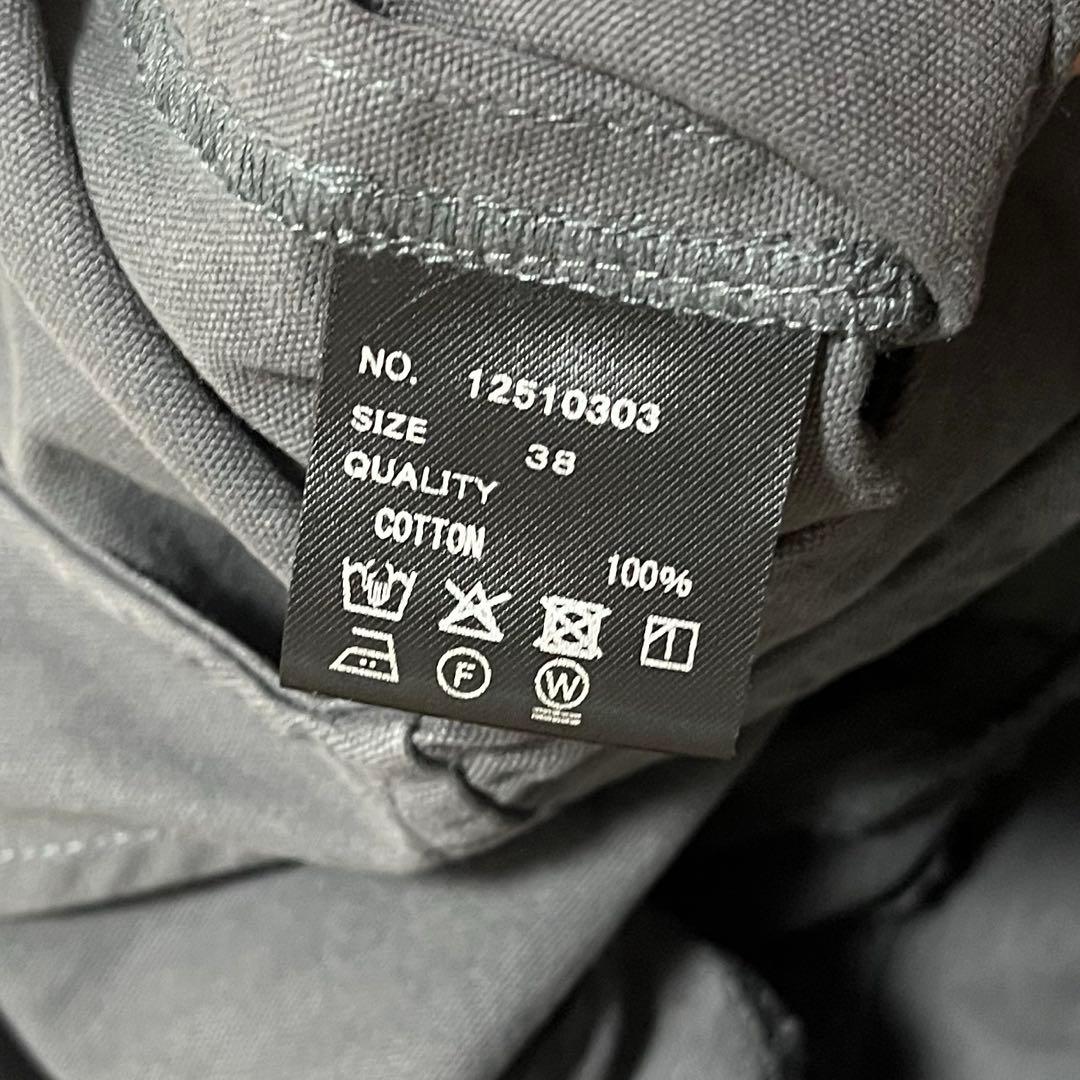 NO. 12510303
SIZE 38
QUALITY
COTTON 100%
F W